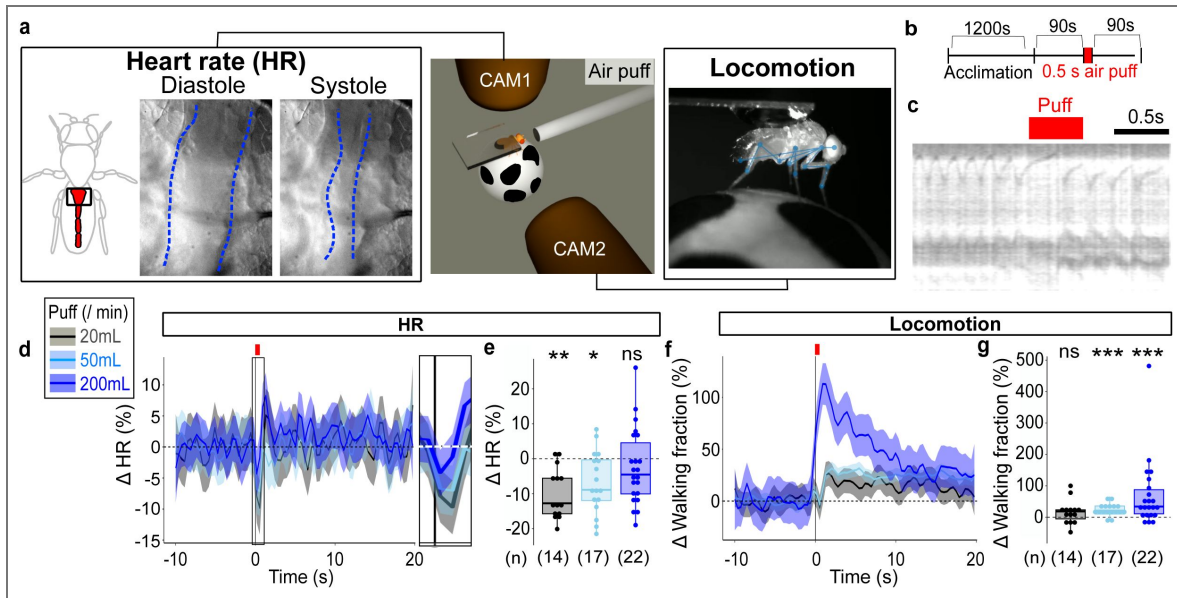 a
Heart rate (HR)
Diastole
Systole
CAM1
Air puff
CAM2
Locomotion
b
1200s
90s
90s
Acclimation
0.5 s air puff
c
Puff
0.5s
Puff (/ min)
20mL
50mL
200mL
HR
d
Δ HR (%)
10
5
0
-5
-10
-15
-10
0
10
20
Time (s)
e
**
*
ns
Δ HR (%)
20
10
0
-10
-20
(n)
(14)
(17)
(22)
Locomotion
f
Δ Walking fraction (%)
100
50
0
-10
0
10
20
Time (s)
g
ns
***
***
Δ Walking fraction (%)
500
400
300
200
100
0
(n)
(14)
(17)
(22)